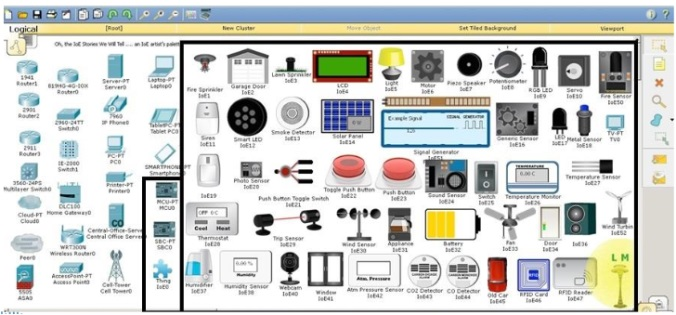 Logical
[Root]
New Cluster
Move Object
Set Tiled Background
Viewport
Oh, the IoE Stories We Will Tell .... an IoE artist's palet
1941
Router1
819HG-4G-IOX
Router0
Server-PT
Server0
Laptop-PT
Laptop0
Fire Sprinkler
IoE1
Garage Door
IoE2
Lawn Sprinkler
IoE3
LCD
IoE4
Light
IoE5
Motor
IoE6
Piezo Speaker
IoE7
Potentiometer
IoE8
RGB LED
IoE9
Servo
IoE10
Fire Sensor
IoE50
2901
Router2
2960-24TT
Switch0
7960
IP Phone0
TabletPC-PT
Tablet PC0
Siren
IoE11
Smart LED
IoE12
Smoke Detector
IoE13
Solar Panel
IoE14
Example Signal
SIGNAL GENERATOR
Signal Generator
IoE51
Generic Sensor
IoE16
LED
IoE17
Metal Sensor
IoE18
TV-PT
TV0
2911
Router3
IE-2000
Switch1
PC-PT
PC0
SMARTPHONE-PT
Smartphone
IoE19
Photo Sensor
IoE20
Push Button Toggle Switch
IoE21
Toggle Push Button
IoE22
Push Button
IoE23
Sound Sensor
IoE24
Switch
IoE25
TEMPERATURE
0.00 C
Temperature Monitor
IoE26
Temperature Sensor
IoE27
3560-24PS
Multilayer Switch0
DLC100
Home Gateway0
Printer-PT
Printer0
MCU-PT
MCU0
Cloud-PT
Cloud0
CO
Central-Office-Server
Central Office Server
SBC-PT
SBC0
OFF 0 C
Cool Heat
Thermostat
IoE28
Trip Sensor
IoE29
Wind Sensor
IoE30
Appliance
IoE31
Battery
IoE32
Fan
IoE33
Door
IoE34
IoE36
Wind Turbine
IoE52
Peer0
WRT300N
Wireless Router0
5505
ASA0
AccessPoint-PT
Access Point0
Cell-Tower
Cell Tower0
Thing
IoE0
Humidifier
IoE37
0.00 %
Humidity
Humidity Sensor
IoE38
Webcam
IoE40
Window
IoE41
Atm. Pressure
Atm Pressure Sensor
IoE42
CO2 Detector
IoE43
CO Detector
IoE44
Old Car
IoE45
RFID
RFID Card
IoE46
RFID Reader
IoE47
L M